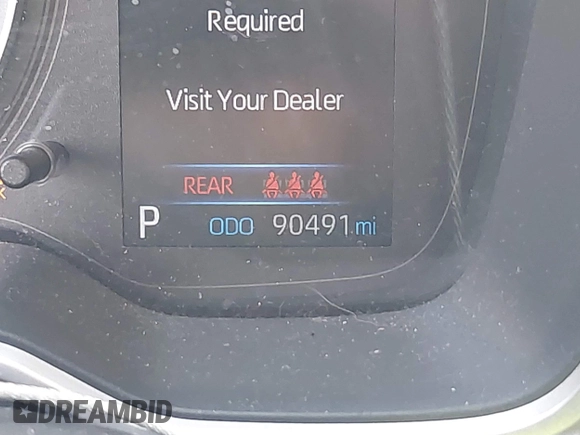 Required
Visit Your Dealer
REAR
P ODO 90491 mi
DREAMBID